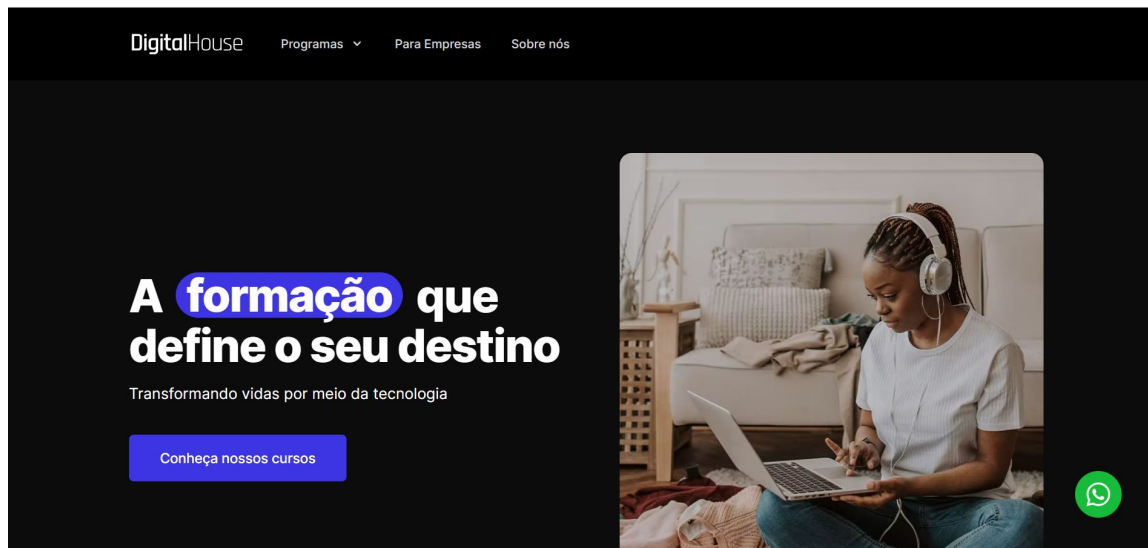 DigitalHouse
Programas
Para Empresas
Sobre nós
A formação que
define o seu destino
Transformando vidas por meio da tecnologia
Conheça nossos cursos